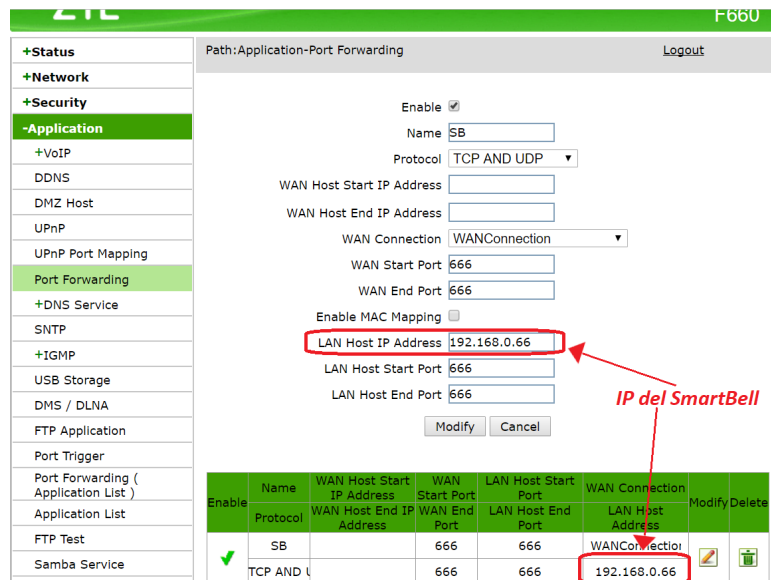 ZTE
F660
+Status
+Network
+Security
-Application
+VoIP
DDNS
DMZ Host
UPnP
UPnP Port Mapping
Port Forwarding
+DNS Service
SNTP
+IGMP
USB Storage
DMS / DLNA
FTP Application
Port Trigger
Port Forwarding (
Application List )
Application List
FTP Test
Samba Service
Path:Application-Port Forwarding
Logout
Enable
Name SB
Protocol TCP AND UDP
WAN Host Start IP Address
WAN Host End IP Address
WAN Connection WANConnection
WAN Start Port 666
WAN End Port 666
Enable MAC Mapping
LAN Host IP Address 192.168.0.66
LAN Host Start Port 666
LAN Host End Port 666
IP del SmartBell
Modify Cancel
Enable
Name
WAN Host Start
IP Address
WAN
Start Port
LAN Host Start
Port
WAN Connection
Modify
Delete
Protocol
WAN Host End IP
Address
WAN End
Port
LAN Host End
Port
LAN Host
Address
SB
666
666
WANConnection
TCP AND U
666
666
192.168.0.66